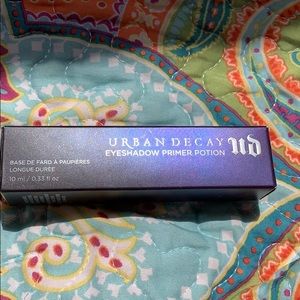 URBAN DECAY
EYESHADOW PRIMER POTION
UD
BASE DE FARD À PAUPIÈRES
LONGUE DURÉE
10 ml / 0.33 fl oz